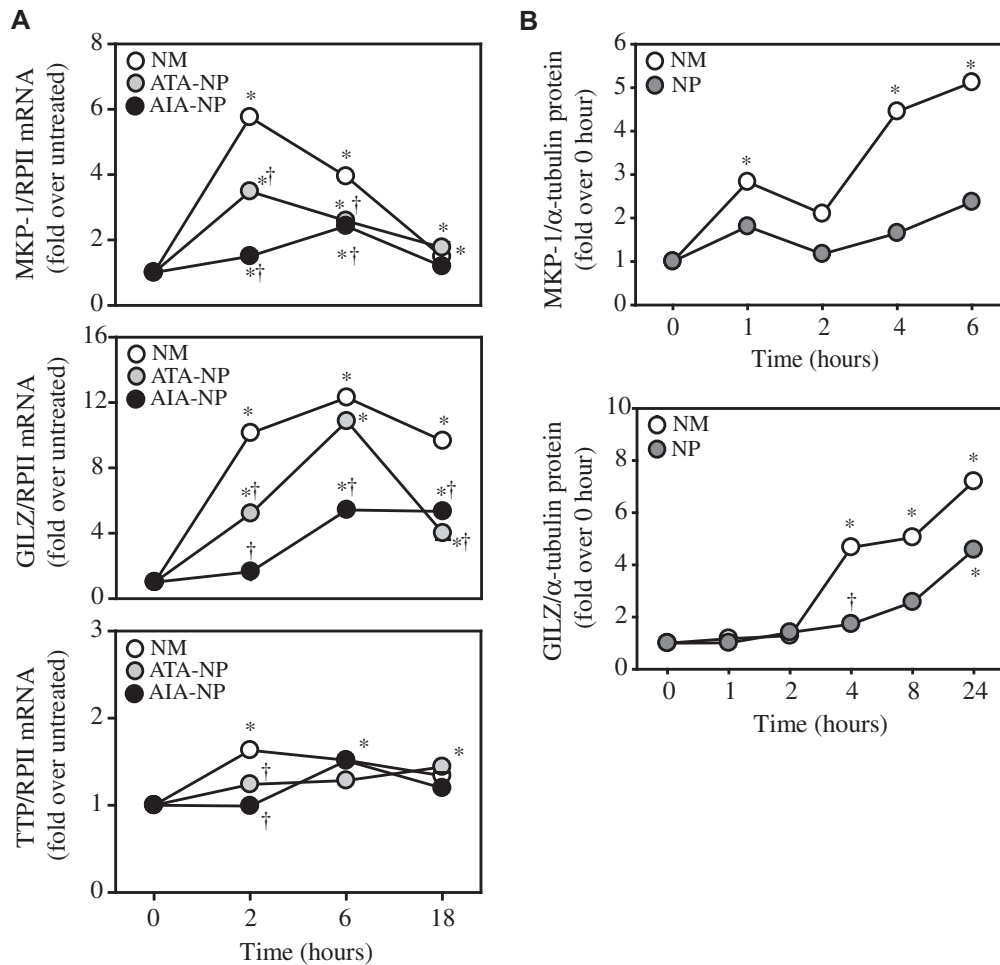 A
MKP-1/RPII mRNA
(fold over untreated)
8
6
4
2
0
NM
ATA-NP
AIA-NP
*
*†
*†
*
*†
*†
*
*
GILZ/RPII mRNA
(fold over untreated)
16
12
8
4
0
NM
ATA-NP
AIA-NP
*
*†
†
*
*
*†
*
*†
*†
TTP/RPII mRNA
(fold over untreated)
3
2
1
0
NM
ATA-NP
AIA-NP
*
†
†
*
*
0 2 6 18
Time (hours)
B
MKP-1/α-tubulin protein
(fold over 0 hour)
6
5
4
3
2
1
0
NM
NP
*
*
*
0 1 2 4 6
Time (hours)
GILZ/α-tubulin protein
(fold over 0 hour)
10
8
6
4
2
0
NM
NP
*
†
*
*
*
0 1 2 4 8 24
Time (hours)